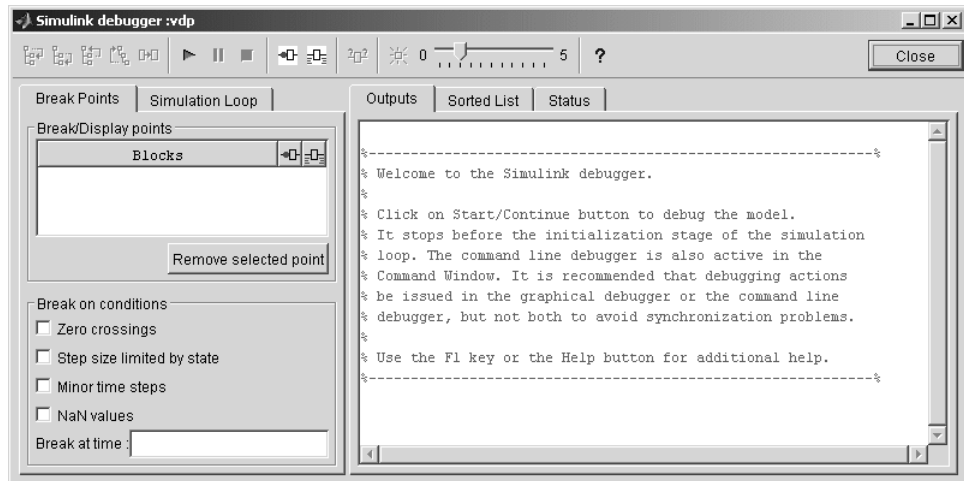 Simulink debugger :vdp
0 5 ? Close
Break Points Simulation Loop
Break/Display points
Blocks
Remove selected point
Break on conditions
Zero crossings
Step size limited by state
Minor time steps
NaN values
Break at time :
Outputs Sorted List Status
%-------------------------------------------------------------%
% Welcome to the Simulink debugger.
%
% Click on Start/Continue button to debug the model.
% It stops before the initialization stage of the simulation
% loop. The command line debugger is also active in the
% Command Window. It is recommended that debugging actions
% be issued in the graphical debugger or the command line
% debugger, but not both to avoid synchronization problems.
%
% Use the F1 key or the Help button for additional help.
%-------------------------------------------------------------%